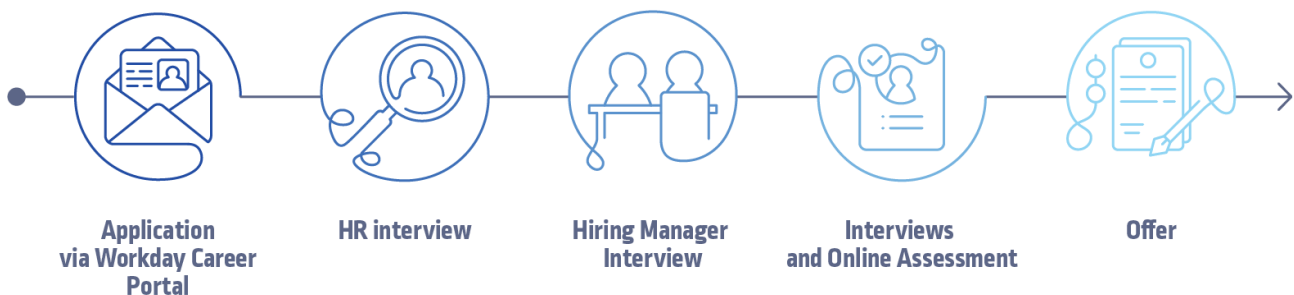 Application
via Workday Career
Portal
HR interview
Hiring Manager
Interview
Interviews
and Online Assessment
Offer